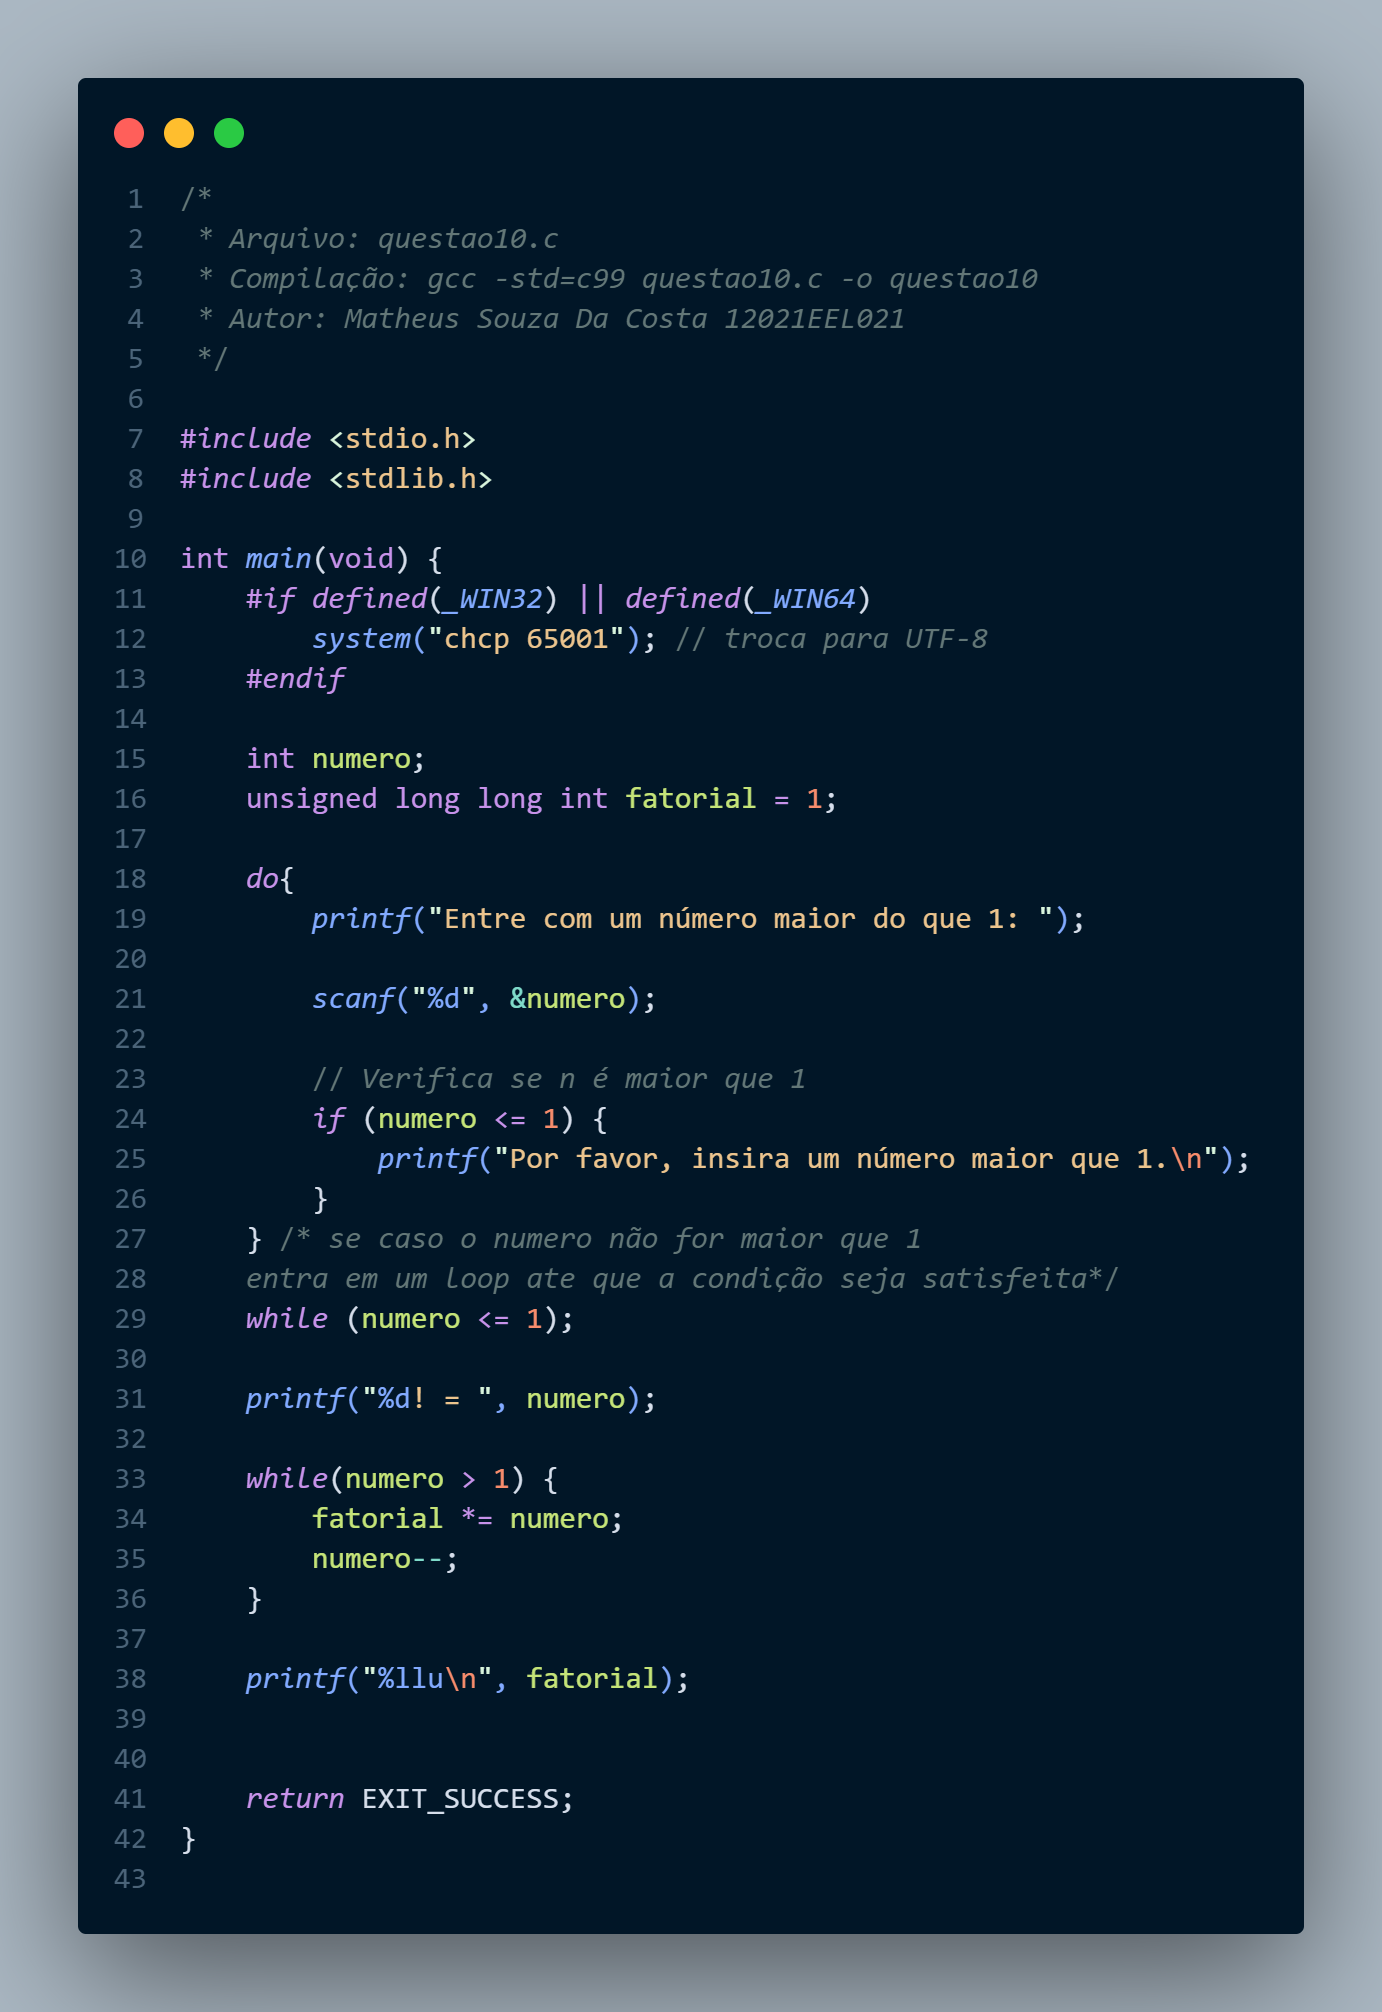 1 /*
2  * Arquivo: questao10.c
3  * Compilação: gcc -std=c99 questao10.c -o questao10
4  * Autor: Matheus Souza Da Costa 12021EEL021
5  */
6
7 #include <stdio.h>
8 #include <stdlib.h>
9
10 int main(void) {
11     #if defined(_WIN32) || defined(_WIN64)
12         system("chcp 65001"); // troca para UTF-8
13     #endif
14
15     int numero;
16     unsigned long long int fatorial = 1;
17
18     do{
19         printf("Entre com um número maior do que 1: ");
20
21         scanf("%d", &numero);
22
23         // Verifica se n é maior que 1
24         if (numero <= 1) {
25             printf("Por favor, insira um número maior que 1.\n");
26         }
27     } /* se caso o numero não for maior que 1
28     entra em um loop ate que a condição seja satisfeita*/
29     while (numero <= 1);
30
31     printf("%d! = ", numero);
32
33     while(numero > 1) {
34         fatorial *= numero;
35         numero--;
36     }
37
38     printf("%llu\n", fatorial);
39
40
41     return EXIT_SUCCESS;
42 }
43